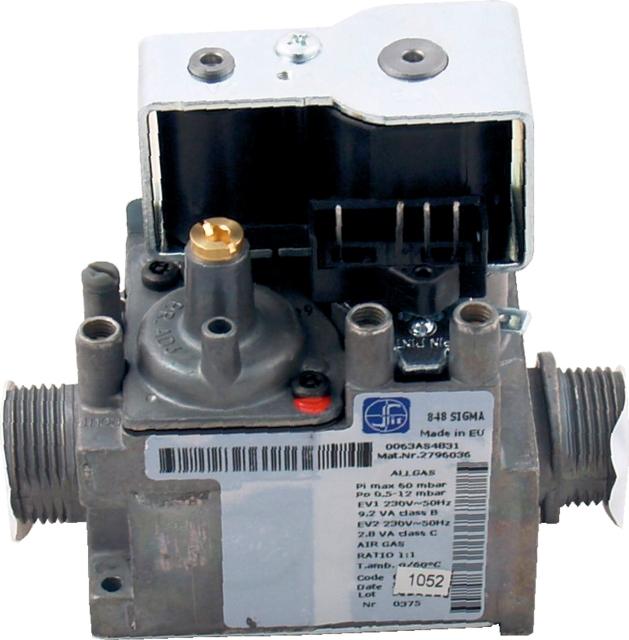 PR ADJ
Sit
848 SIGMA
Made in EU
0063AS4831
Mat.Nr.2796036
ALLGAS
Pi max 60 mbar
Po 0,5-12 mbar
EV1 230V~50Hz
9.2 VA class B
EV2 230V~50Hz
2.8 VA class C
AIR GAS
RATIO 1:1
T.amb. 0/60°C
Code
Date
Lot
1052
Nr 0375